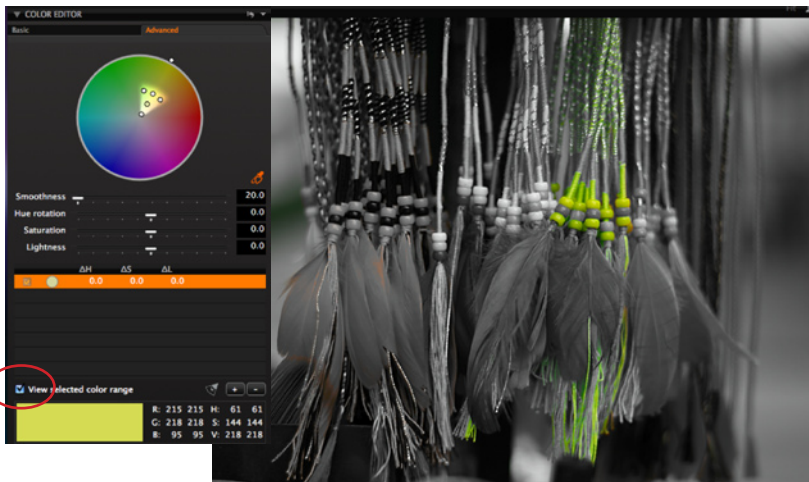 COLOR EDITOR
Basic Advanced
Smoothness 20.0
Hue rotation 0.0
Saturation 0.0
Lightness 0.0
ΔH ΔS ΔL
0.0 0.0 0.0
View selected color range + -
R: 215 215 H: 61 61
G: 218 218 S: 144 144
B: 95 95 V: 218 218